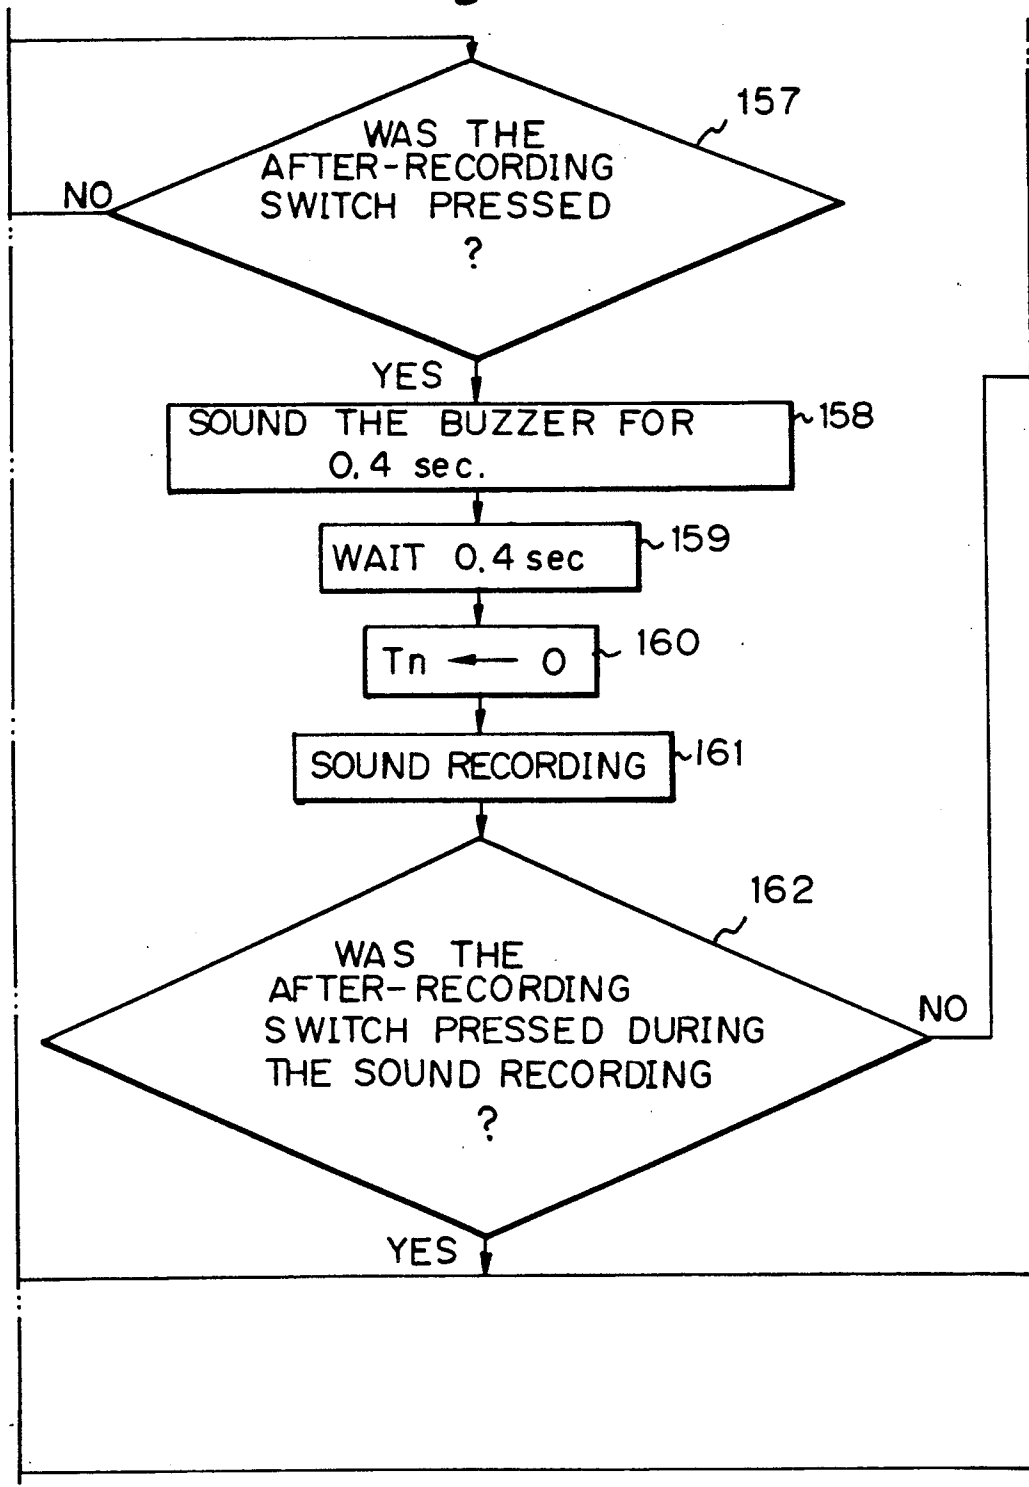 157
WAS THE
AFTER-RECORDING
SWITCH PRESSED
?
NO
YES
SOUND THE BUZZER FOR
0.4 sec.
158
WAIT 0.4 sec
159
Tn ← 0
160
SOUND RECORDING
161
162
WAS THE
AFTER-RECORDING
SWITCH PRESSED DURING
THE SOUND RECORDING
?
NO
YES